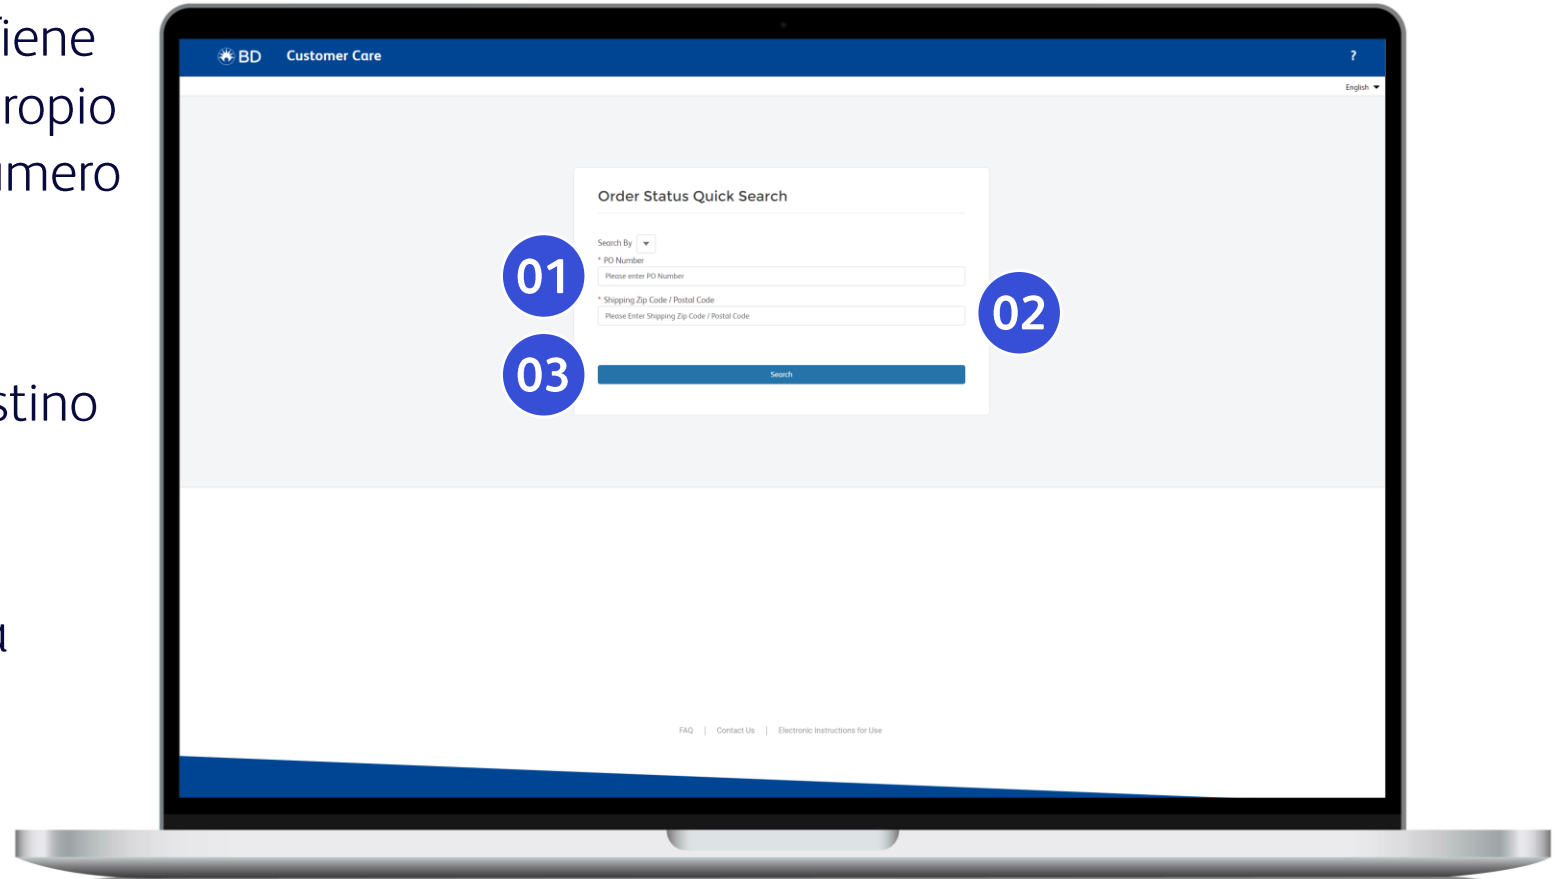 iene
ropio
úmero
stino
a
BD Customer Care ?
English
Order Status Quick Search
Search By
01
* PO Number
Please enter PO Number
* Shipping Zip Code / Postal Code
Please Enter Shipping Zip Code / Postal Code
02
03
Search
FAQ | Contact Us | Electronic Instructions for Use